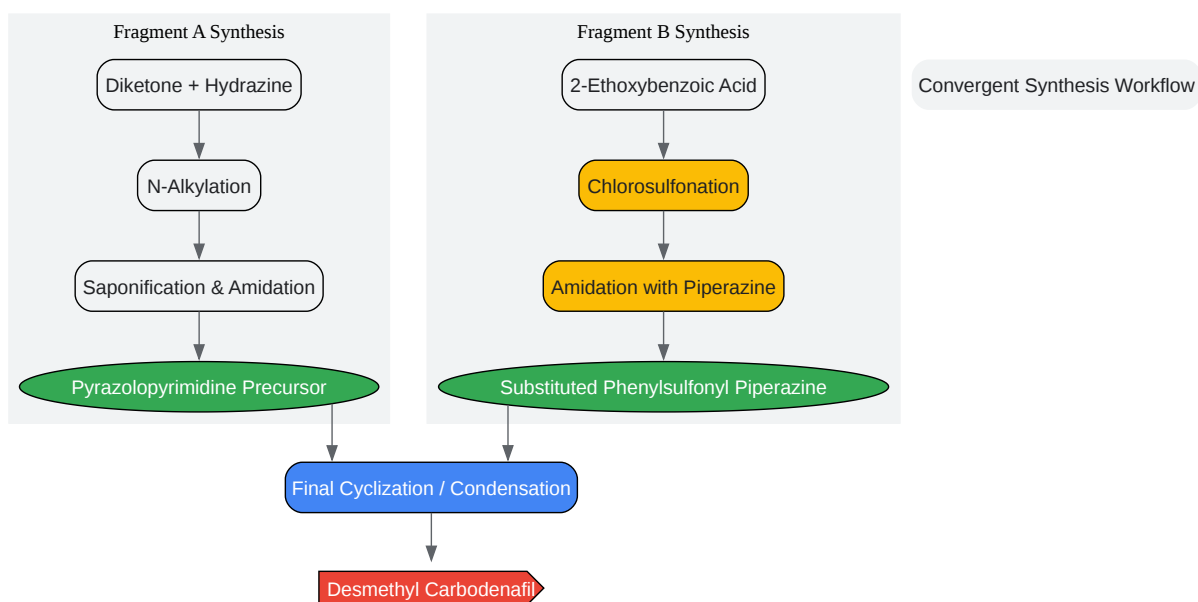 Fragment A Synthesis
Diketone + Hydrazine
N-Alkylation
Saponification & Amidation
Pyrazolopyrimidine Precursor
Fragment B Synthesis
2-Ethoxybenzoic Acid
Chlorosulfonation
Amidation with Piperazine
Substituted Phenylsulfonyl Piperazine
Convergent Synthesis Workflow
Final Cyclization / Condensation
Desmethyl Carbodenafil